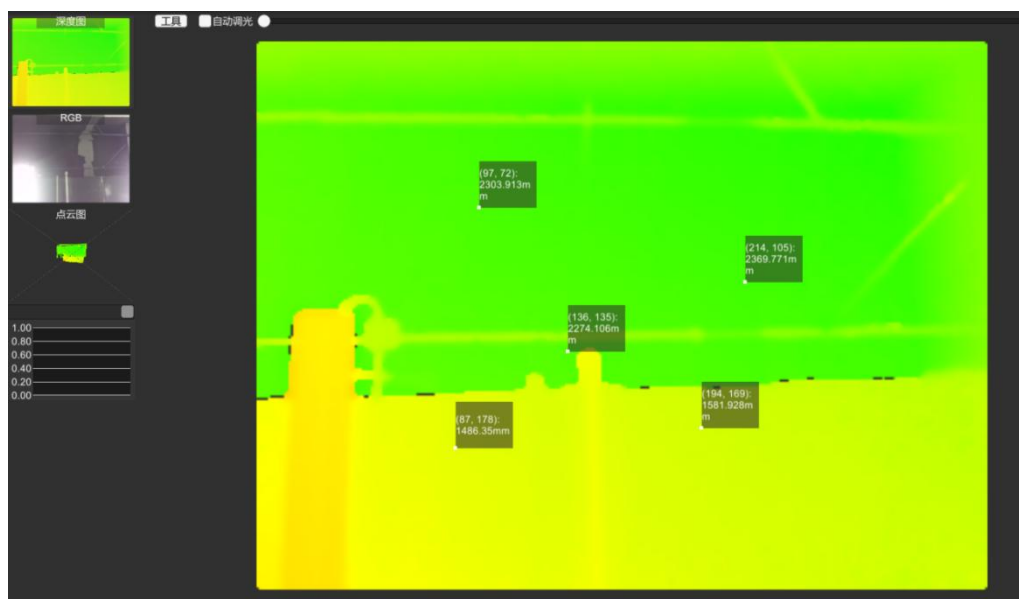 深度图
工具
自动调光
RGB
点云图
1.00
0.80
0.60
0.40
0.20
0.00
(97, 72):
2303.913m
m
(214, 105):
2369.771m
m
(136, 135):
2274.106m
m
(194, 169):
1581.928m
m
(87, 178):
1486.35mm